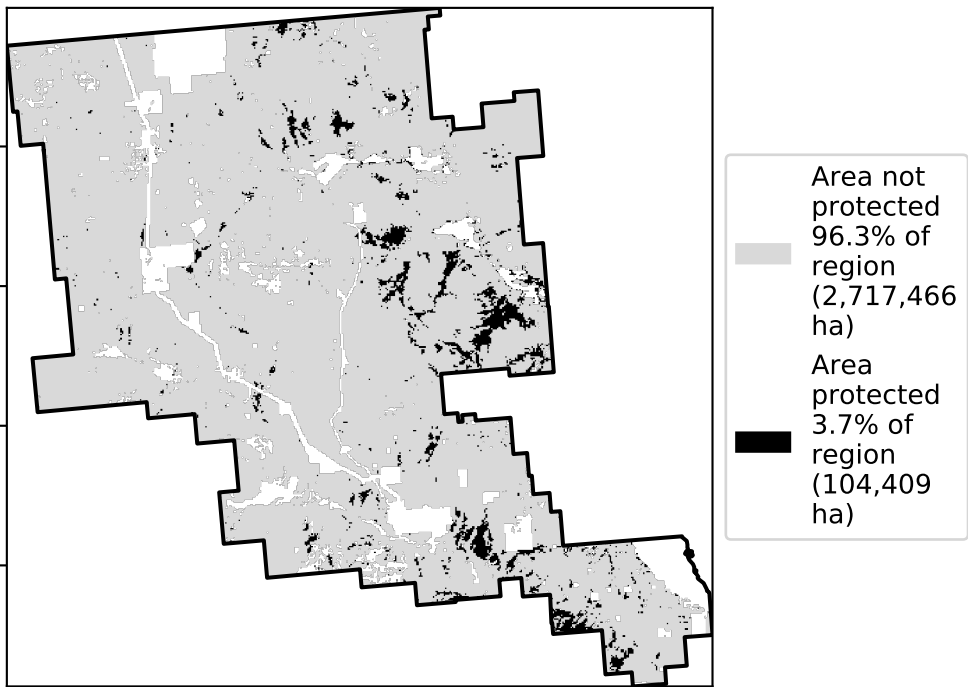 Area not
protected
96.3% of
region
(2,717,466
ha)
Area
protected
3.7% of
region
(104,409
ha)